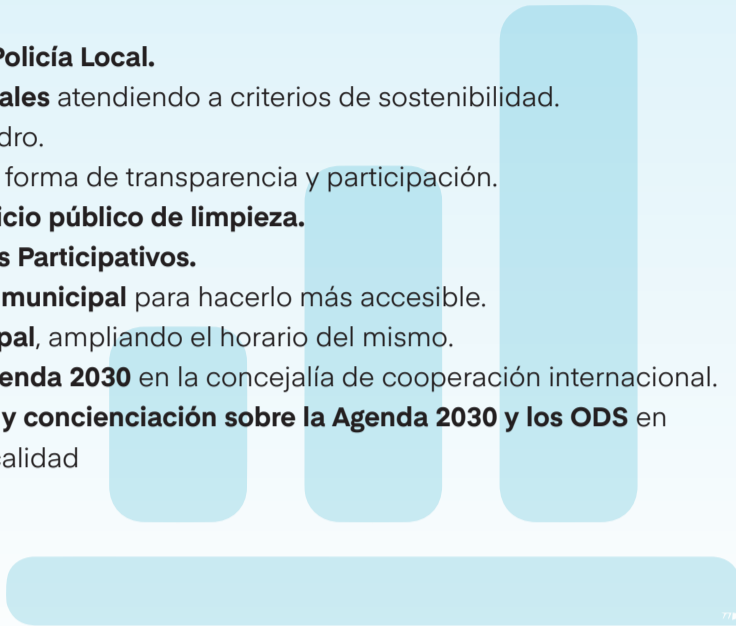 Policía Local.
ales atendiendo a criterios de sostenibilidad.
dro.
forma de transparencia y participación.
icio público de limpieza.
s Participativos.
municipal para hacerlo más accesible.
pal, ampliando el horario del mismo.
enda 2030 en la concejalía de cooperación internacional.
y concienciación sobre la Agenda 2030 y los ODS en
calidad
77